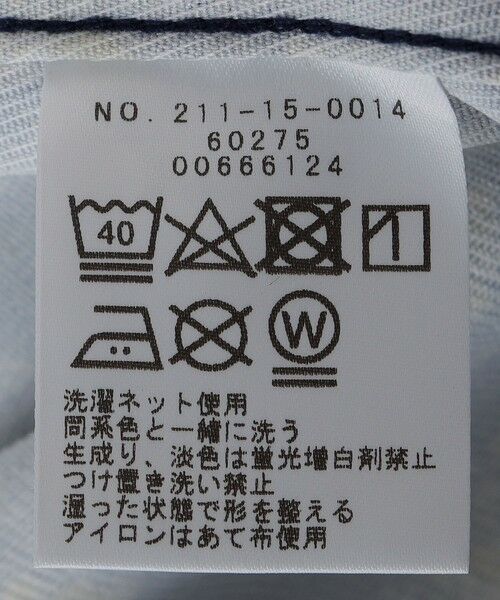 NO. 211-15-0014
60275
00666124
40
W
洗濯ネット使用
同系色と一緒に洗う
生成り、淡色は蛍光増白剤禁止
つけ置き洗い禁止
湿った状態で形を整える
アイロンはあて布使用